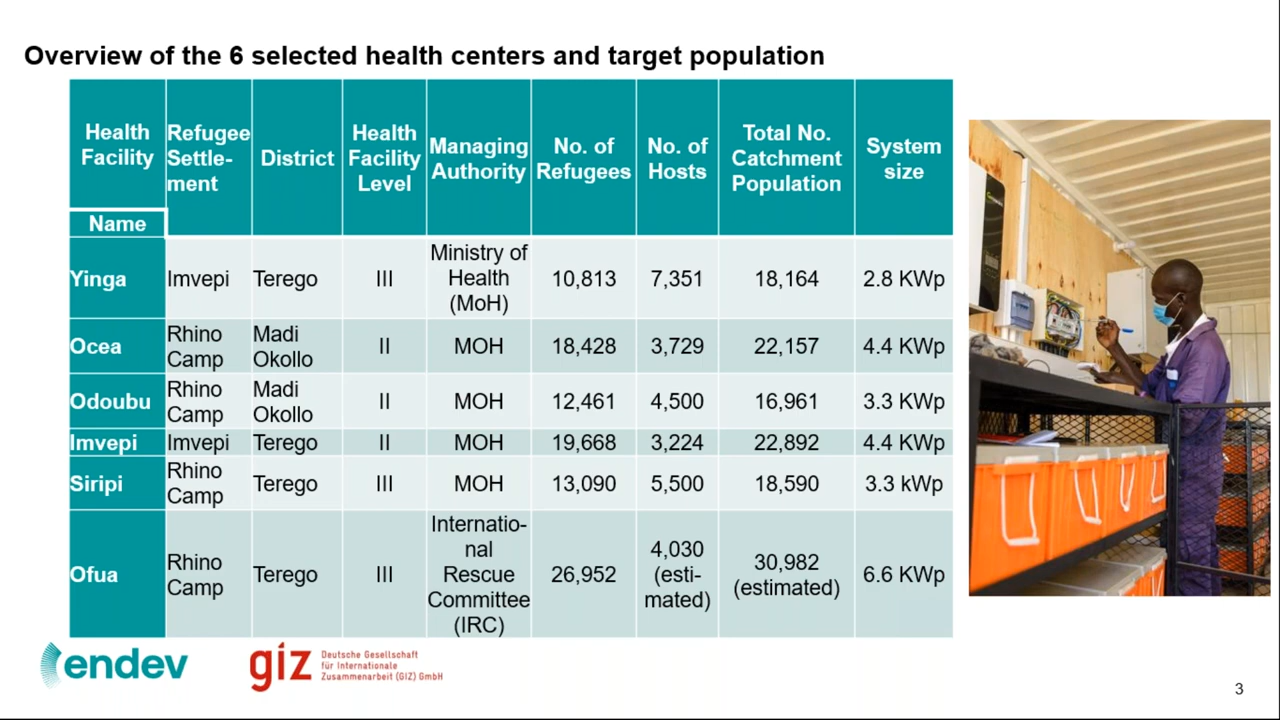 Overview of the 6 selected health centers and target population
Health
Facility
Name
Refugee
Settle-
ment
District
Health
Facility
Level
Managing
Authority
No. of
Refugees
No. of
Hosts
Total No.
Catchment
Population
System
size
Yinga
Imvepi
Terego
III
Ministry of
Health
(MoH)
10,813
7,351
18,164
2.8 KWp
Ocea
Rhino
Camp
Madi
Okollo
II
MOH
18,428
3,729
22,157
4.4 KWp
Odoubu
Rhino
Camp
Madi
Okollo
II
MOH
12,461
4,500
16,961
3.3 KWp
Imvepi
Imvepi
Terego
II
MOH
19,668
3,224
22,892
4.4 KWp
Siripi
Rhino
Camp
Terego
III
MOH
13,090
5,500
18,590
3.3 kWp
Ofua
Rhino
Camp
Terego
III
Internatio-
nal
Rescue
Committee
(IRC)
26,952
4,030
(esti-
mated)
30,982
(estimated)
6.6 KWp
endev
giz
Deutsche Gesellschaft
für Internationale
Zusammenarbeit (GIZ) GmbH
3